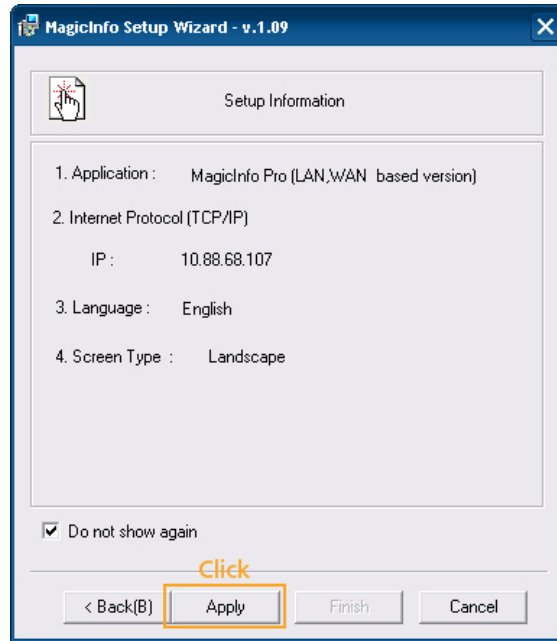 MagicInfo Setup Wizard - v.1.09
Setup Information
1. Application : MagicInfo Pro (LAN,WAN based version)
2. Internet Protocol (TCP/IP)
IP : 10.88.68.107
3. Language : English
4. Screen Type : Landscape
Do not show again
Click
< Back(B) Apply Finish Cancel